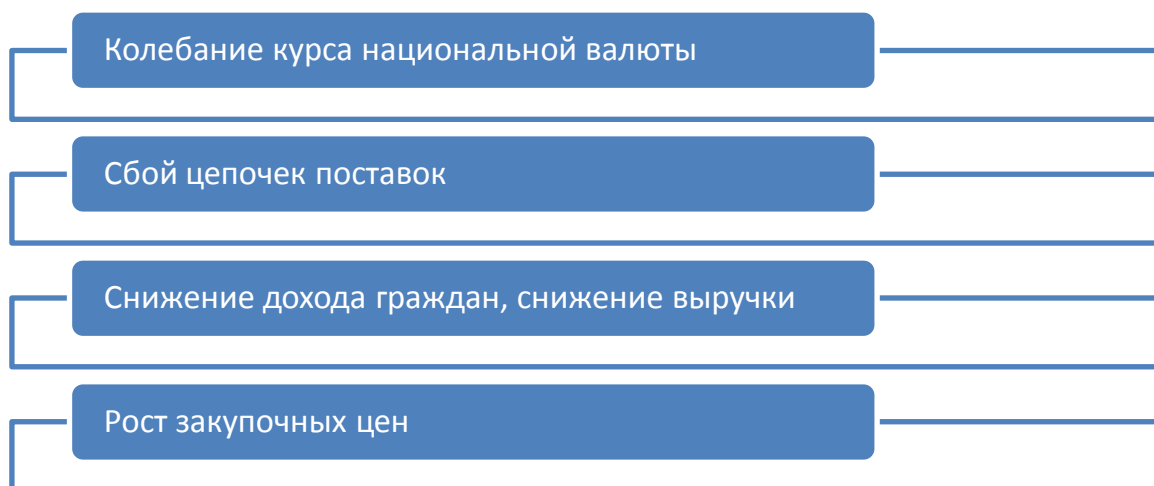 Колебание курса национальной валюты
Сбой цепочек поставок
Снижение дохода граждан, снижение выручки
Рост закупочных цен